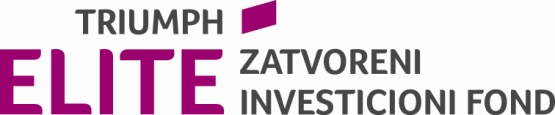 TRIUMPH
ELITE
ZATVORENI
INVESTICIONI FOND